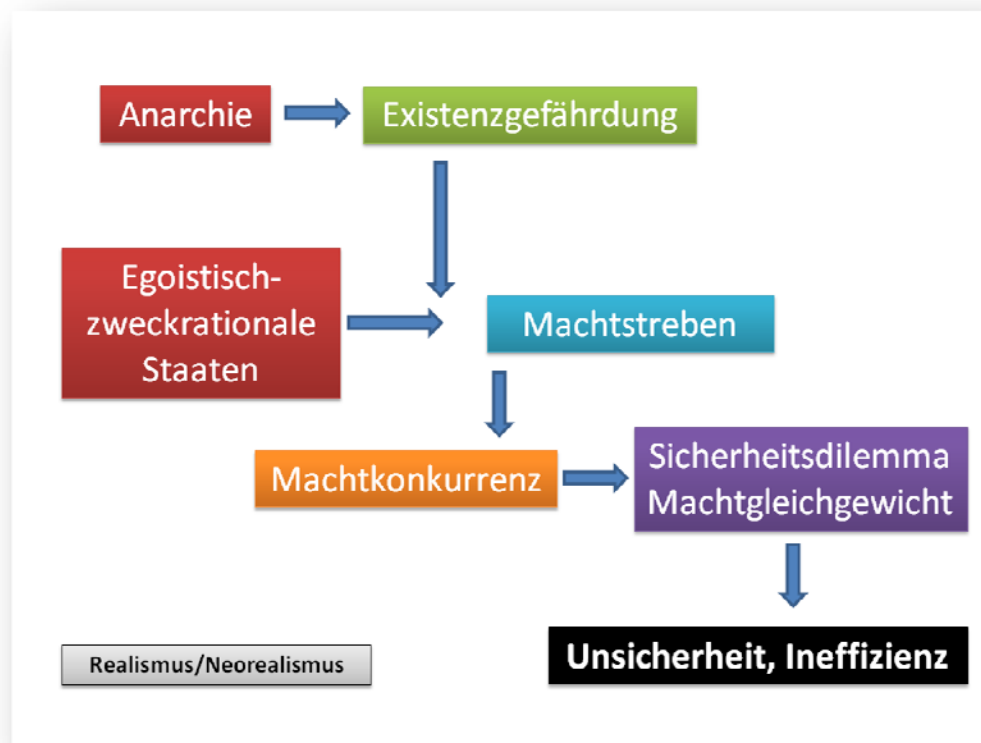 Anarchie
Existenzgefährdung
Egoistisch-
zweckrationale
Staaten
Machtstreben
Machtkonkurrenz
Sicherheitsdilemma
Machtgleichgewicht
Unsicherheit, Ineffizienz
Realismus/Neorealismus